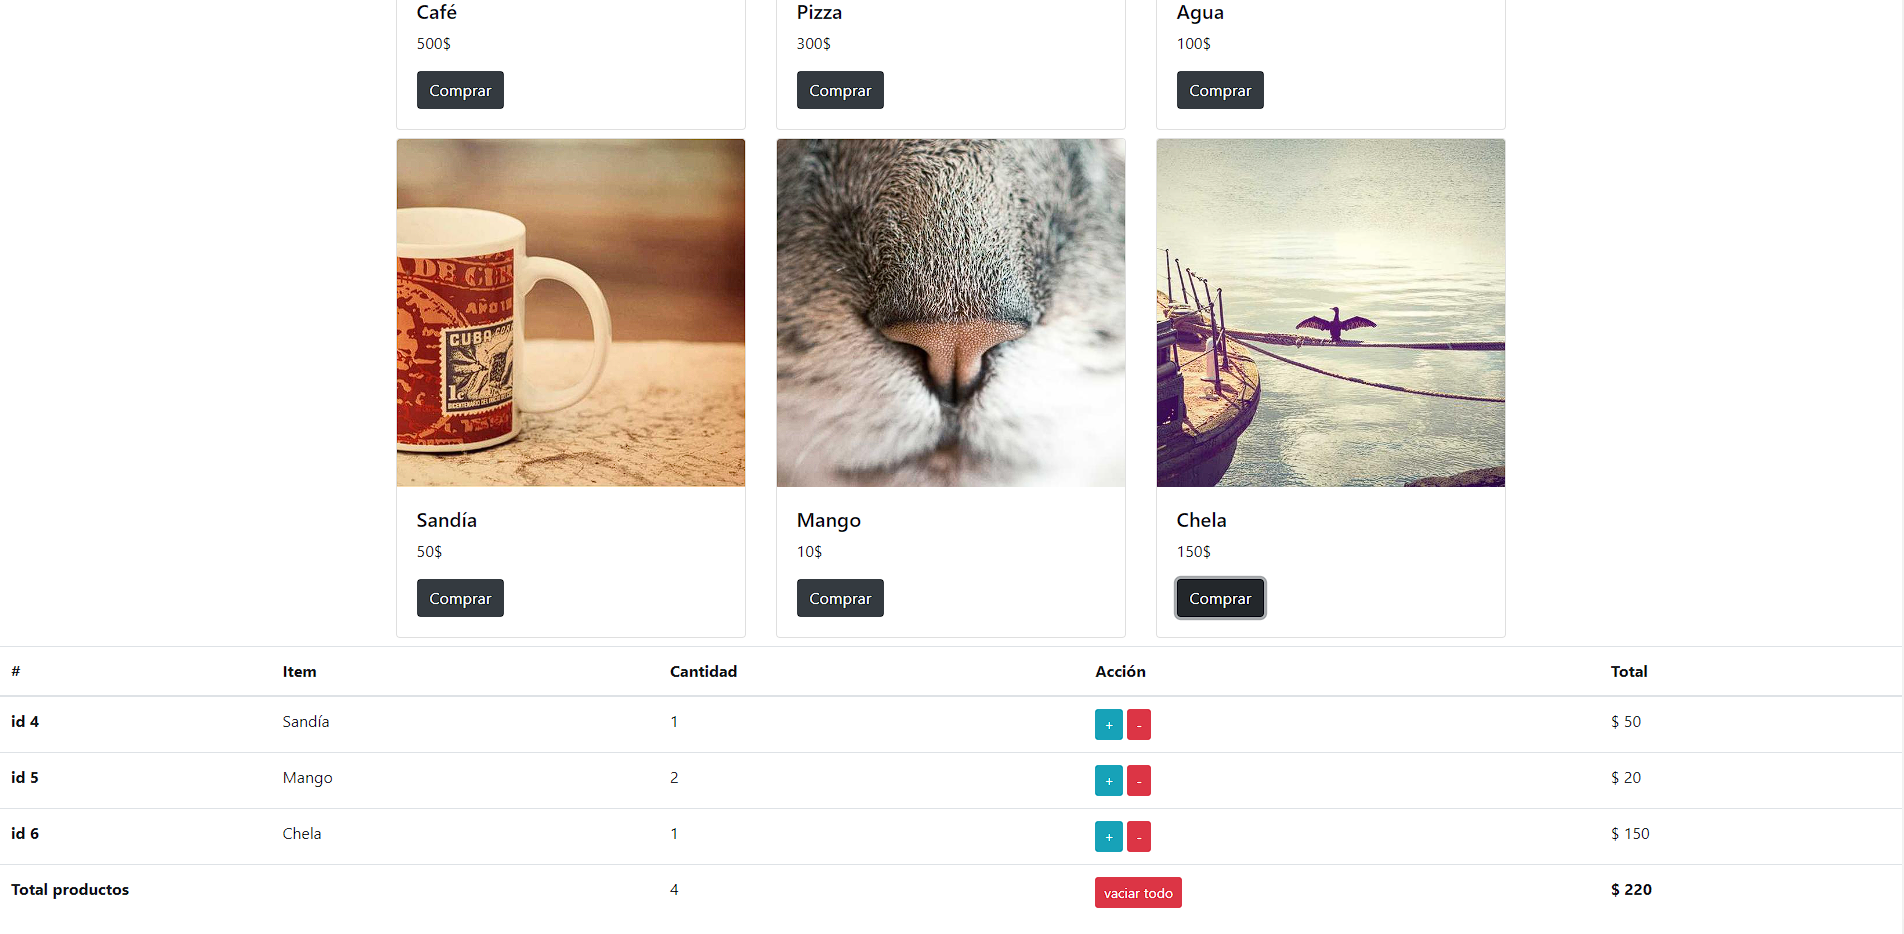 Café Pizza Agua
500$ 300$ 100$
Comprar Comprar Comprar
DE CU
AÑO
CUBA
1c
BICENTENARIO DEL
Sandía Mango Chela
50$ 10$ 150$
Comprar Comprar Comprar
# Item Cantidad Acción Total
id 4 Sandía 1 + - $ 50
id 5 Mango 2 + - $ 20
id 6 Chela 1 + - $ 150
Total productos 4 vaciar todo $ 220